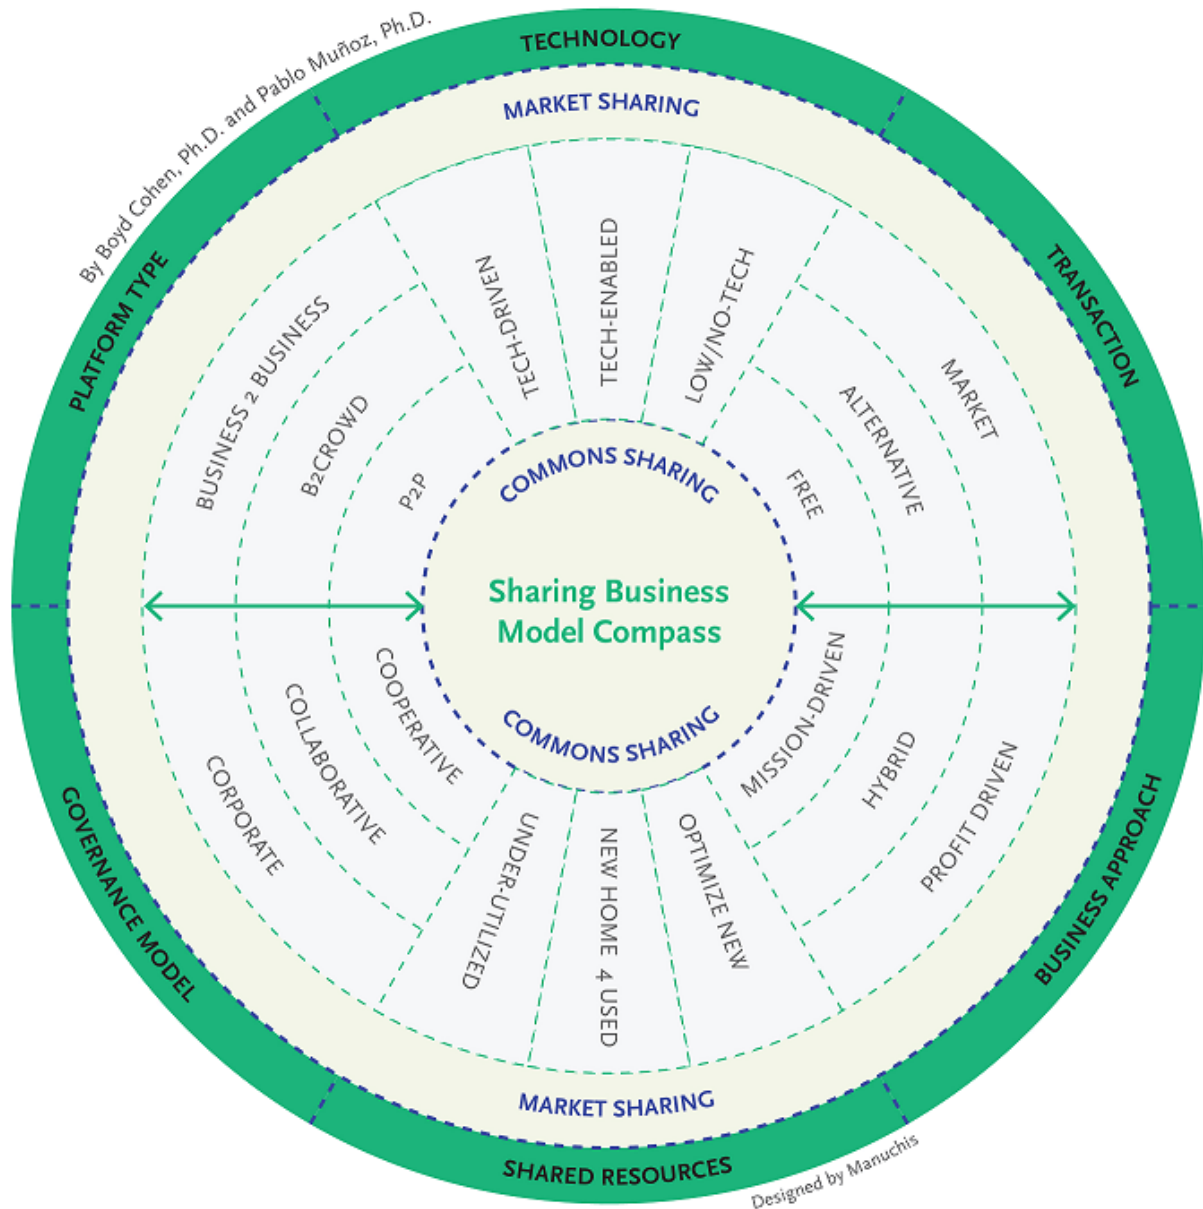 By Boyd Cohen, Ph.D. and Pablo Muñoz, Ph.D.
TECHNOLOGY
MARKET SHARING
PLATFORM TYPE
BUSINESS 2 BUSINESS
B2CROWD
P2P
TECH-DRIVEN
TECH-ENABLED
LOW/NO-TECH
TRANSACTION
MARKET
ALTERNATIVE
FREE
COMMONS SHARING
Sharing Business
Model Compass
COMMONS SHARING
GOVERNANCE MODEL
CORPORATE
COLLABORATIVE
COOPERATIVE
UNDER-UTILIZED
NEW HOME 4 USED
OPTIMIZE NEW
MISSION-DRIVEN
HYBRID
PROFIT DRIVEN
BUSINESS APPROACH
MARKET SHARING
SHARED RESOURCES
Designed by Manuchis